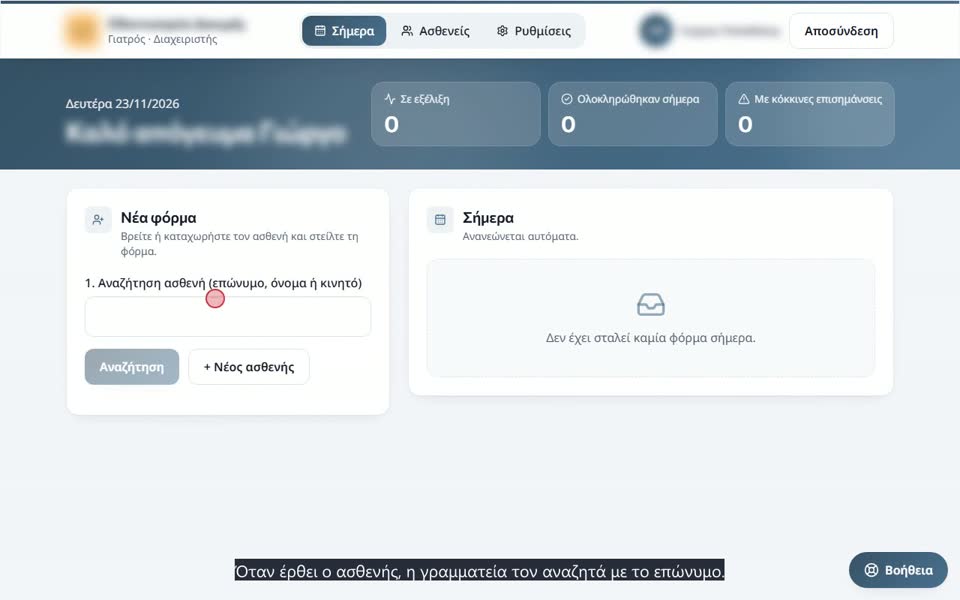 Γιατρός · Διαχειριστής
Σήμερα
Ασθενείς
Ρυθμίσεις
Αποσύνδεση
Δευτέρα 23/11/2026
Σε εξέλιξη
0
Ολοκληρώθηκαν σήμερα
0
Με κόκκινες επισημάνσεις
0
Νέα φόρμα
Βρείτε ή καταχωρήστε τον ασθενή και στείλτε τη
φόρμα.
1. Αναζήτηση ασθενή (επώνυμο, όνομα ή κινητό)
Αναζήτηση
+ Νέος ασθενής
Σήμερα
Ανανεώνεται αυτόματα.
Δεν έχει σταλεί καμία φόρμα σήμερα.
Όταν έρθει ο ασθενής, η γραμματεία τον αναζητά με το επώνυμο.
Βοήθεια